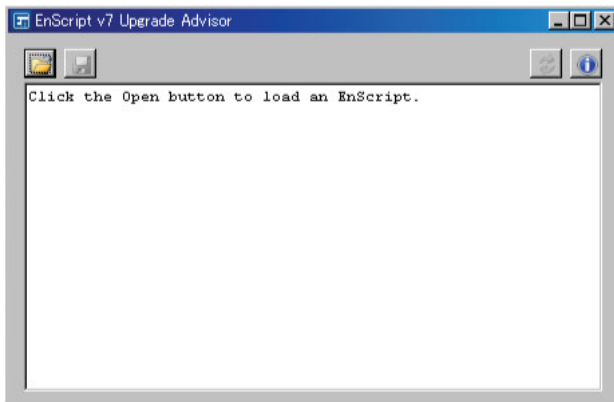 EnScript v7 Upgrade Advisor
Click the Open button to load an EnScript.